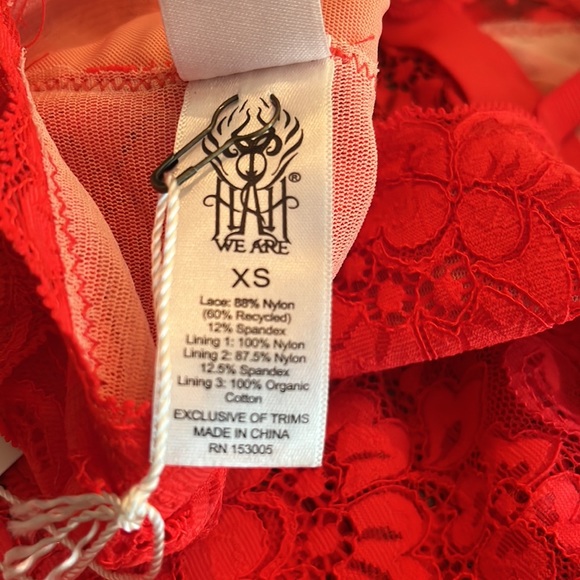 HAH®
WE ARE
XS
Lace: 88% Nylon
(60% Recycled)
12% Spandex
Lining 1: 100% Nylon
Lining 2: 87.5% Nylon
12.5% Spandex
Lining 3: 100% Organic
Cotton
EXCLUSIVE OF TRIMS
MADE IN CHINA
RN 153005